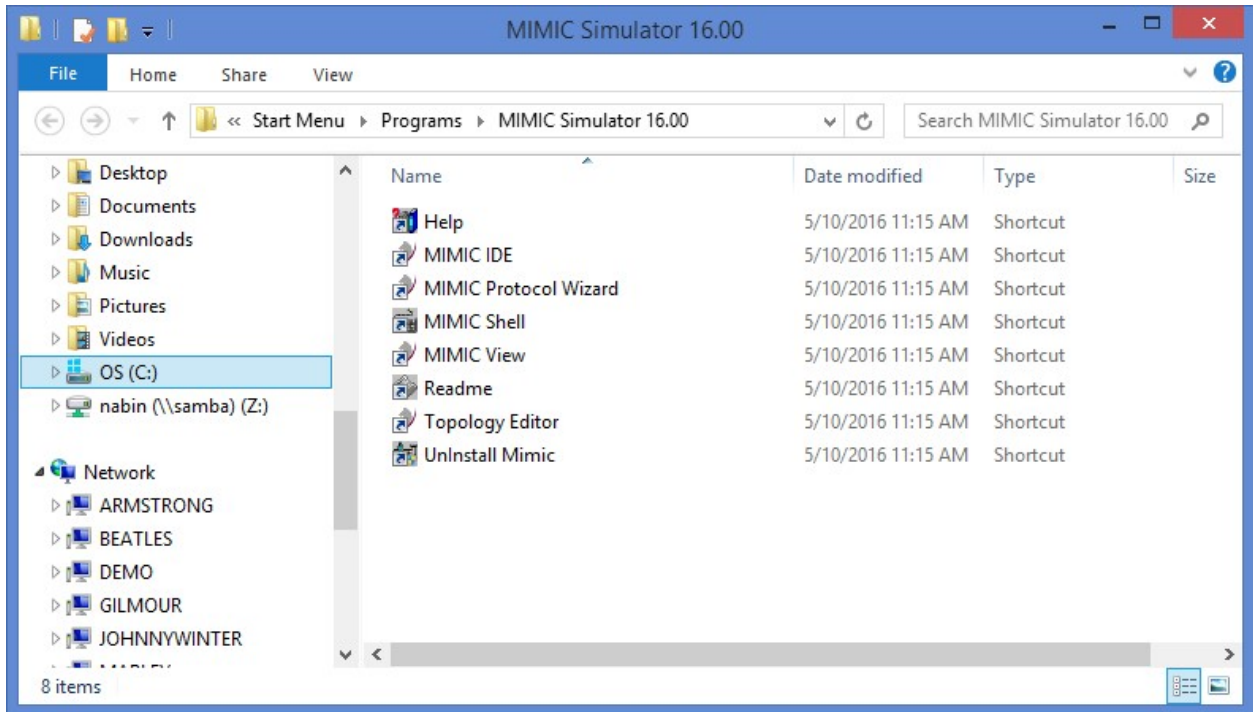 MIMIC Simulator 16.00
File Home Share View
« Start Menu Programs MIMIC Simulator 16.00 Search MIMIC Simulator 16.00
Name Date modified Type Size
Desktop
Documents
Downloads
Music
Pictures
Videos
OS (C:)
nabin (\\samba) (Z:)
Network
ARMSTRONG
BEATLES
DEMO
GILMOUR
JOHNNYWINTER
Help 5/10/2016 11:15 AM Shortcut
MIMIC IDE 5/10/2016 11:15 AM Shortcut
MIMIC Protocol Wizard 5/10/2016 11:15 AM Shortcut
MIMIC Shell 5/10/2016 11:15 AM Shortcut
MIMIC View 5/10/2016 11:15 AM Shortcut
Readme 5/10/2016 11:15 AM Shortcut
Topology Editor 5/10/2016 11:15 AM Shortcut
UnInstall Mimic 5/10/2016 11:15 AM Shortcut
8 items